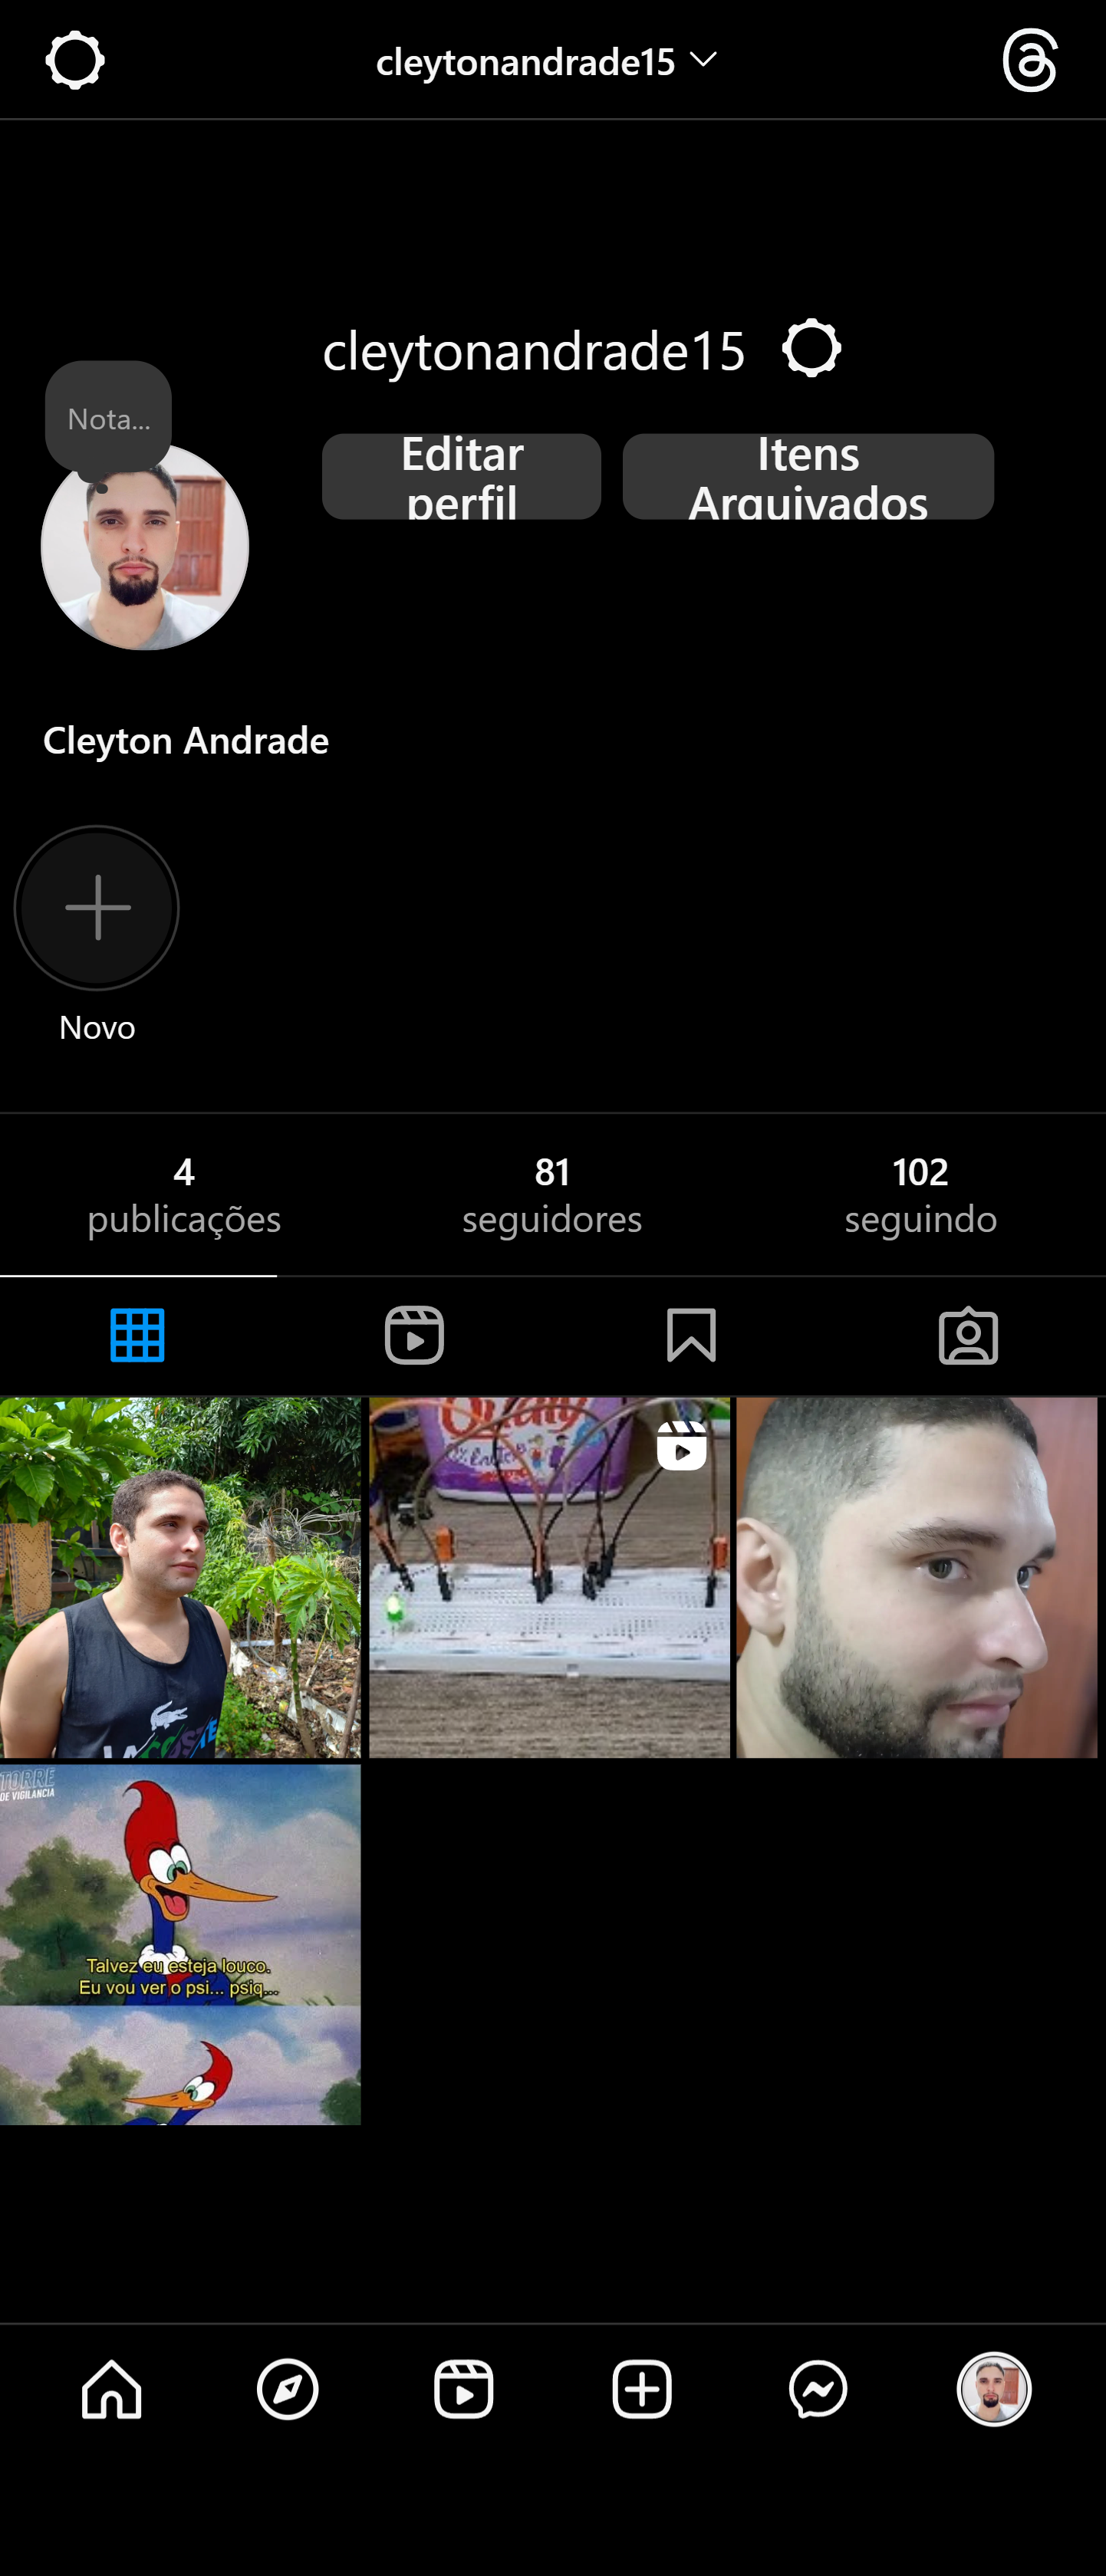 cleytonandrade15
cleytonandrade15
Nota...
Editar
perfil
Itens
Arquivados
Cleyton Andrade
Novo
4
publicações
81
seguidores
102
seguindo
LACOSTE
TORRE
DE VIGILANCIA
Talvez eu esteja louco.
Eu vou ver o psi... psiq...